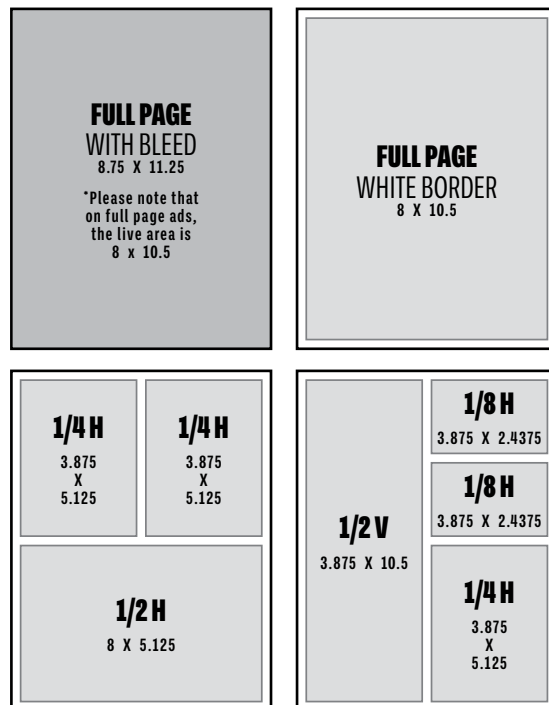 FULL PAGE
WITH BLEED
8.75 X 11.25
*Please note that
on full page ads,
the live area is
8 x 10.5
FULL PAGE
WHITE BORDER
8 X 10.5
1/4 H
3.875
X
5.125
1/4 H
3.875
X
5.125
1/2 H
8 X 5.125
1/2 V
3.875 X 10.5
1/8 H
3.875 X 2.4375
1/8 H
3.875 X 2.4375
1/4 H
3.875
X
5.125